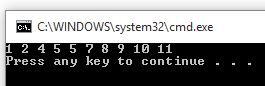 C:\WINDOWS\system32\cmd.exe
1 2 4 5 5 7 8 9 10 11
Press any key to continue . . .